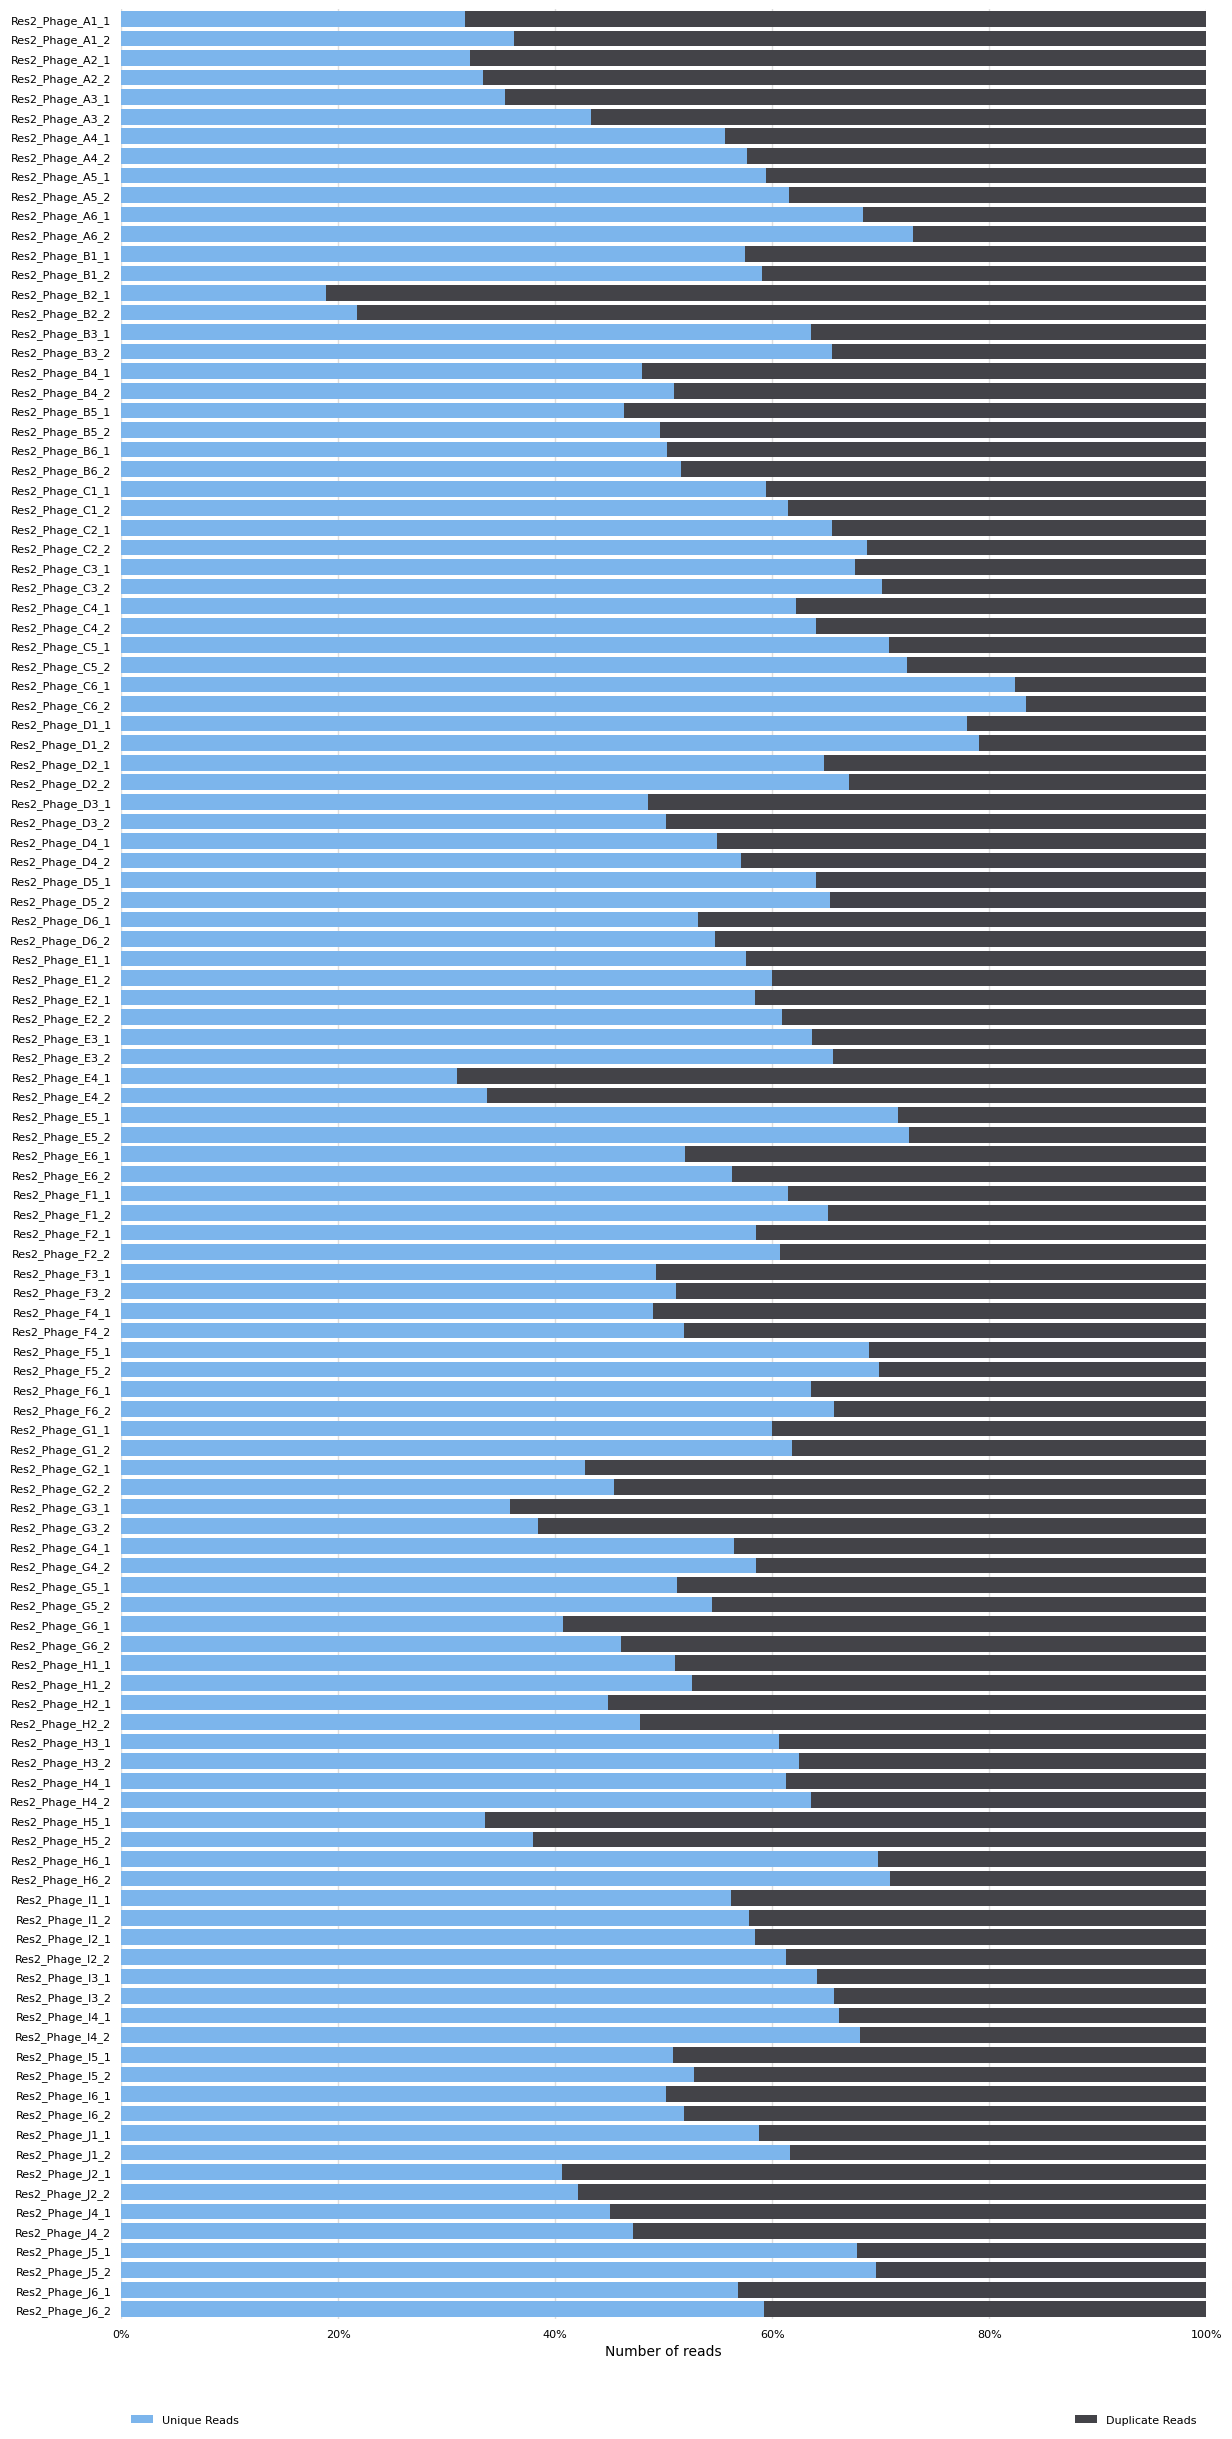 Res2_Phage_A1_1
Res2_Phage_A1_2
Res2_Phage_A2_1
Res2_Phage_A2_2
Res2_Phage_A3_1
Res2_Phage_A3_2
Res2_Phage_A4_1
Res2_Phage_A4_2
Res2_Phage_A5_1
Res2_Phage_A5_2
Res2_Phage_A6_1
Res2_Phage_A6_2
Res2_Phage_B1_1
Res2_Phage_B1_2
Res2_Phage_B2_1
Res2_Phage_B2_2
Res2_Phage_B3_1
Res2_Phage_B3_2
Res2_Phage_B4_1
Res2_Phage_B4_2
Res2_Phage_B5_1
Res2_Phage_B5_2
Res2_Phage_B6_1
Res2_Phage_B6_2
Res2_Phage_C1_1
Res2_Phage_C1_2
Res2_Phage_C2_1
Res2_Phage_C2_2
Res2_Phage_C3_1
Res2_Phage_C3_2
Res2_Phage_C4_1
Res2_Phage_C4_2
Res2_Phage_C5_1
Res2_Phage_C5_2
Res2_Phage_C6_1
Res2_Phage_C6_2
Res2_Phage_D1_1
Res2_Phage_D1_2
Res2_Phage_D2_1
Res2_Phage_D2_2
Res2_Phage_D3_1
Res2_Phage_D3_2
Res2_Phage_D4_1
Res2_Phage_D4_2
Res2_Phage_D5_1
Res2_Phage_D5_2
Res2_Phage_D6_1
Res2_Phage_D6_2
Res2_Phage_E1_1
Res2_Phage_E1_2
Res2_Phage_E2_1
Res2_Phage_E2_2
Res2_Phage_E3_1
Res2_Phage_E3_2
Res2_Phage_E4_1
Res2_Phage_E4_2
Res2_Phage_E5_1
Res2_Phage_E5_2
Res2_Phage_E6_1
Res2_Phage_E6_2
Res2_Phage_F1_1
Res2_Phage_F1_2
Res2_Phage_F2_1
Res2_Phage_F2_2
Res2_Phage_F3_1
Res2_Phage_F3_2
Res2_Phage_F4_1
Res2_Phage_F4_2
Res2_Phage_F5_1
Res2_Phage_F5_2
Res2_Phage_F6_1
Res2_Phage_F6_2
Res2_Phage_G1_1
Res2_Phage_G1_2
Res2_Phage_G2_1
Res2_Phage_G2_2
Res2_Phage_G3_1
Res2_Phage_G3_2
Res2_Phage_G4_1
Res2_Phage_G4_2
Res2_Phage_G5_1
Res2_Phage_G5_2
Res2_Phage_G6_1
Res2_Phage_G6_2
Res2_Phage_H1_1
Res2_Phage_H1_2
Res2_Phage_H2_1
Res2_Phage_H2_2
Res2_Phage_H3_1
Res2_Phage_H3_2
Res2_Phage_H4_1
Res2_Phage_H4_2
Res2_Phage_H5_1
Res2_Phage_H5_2
Res2_Phage_H6_1
Res2_Phage_H6_2
Res2_Phage_I1_1
Res2_Phage_I1_2
Res2_Phage_I2_1
Res2_Phage_I2_2
Res2_Phage_I3_1
Res2_Phage_I3_2
Res2_Phage_I4_1
Res2_Phage_I4_2
Res2_Phage_I5_1
Res2_Phage_I5_2
Res2_Phage_I6_1
Res2_Phage_I6_2
Res2_Phage_J1_1
Res2_Phage_J1_2
Res2_Phage_J2_1
Res2_Phage_J2_2
Res2_Phage_J4_1
Res2_Phage_J4_2
Res2_Phage_J5_1
Res2_Phage_J5_2
Res2_Phage_J6_1
Res2_Phage_J6_2
0% 20% 40% 60% 80% 100%
Number of reads
Unique Reads Duplicate Reads